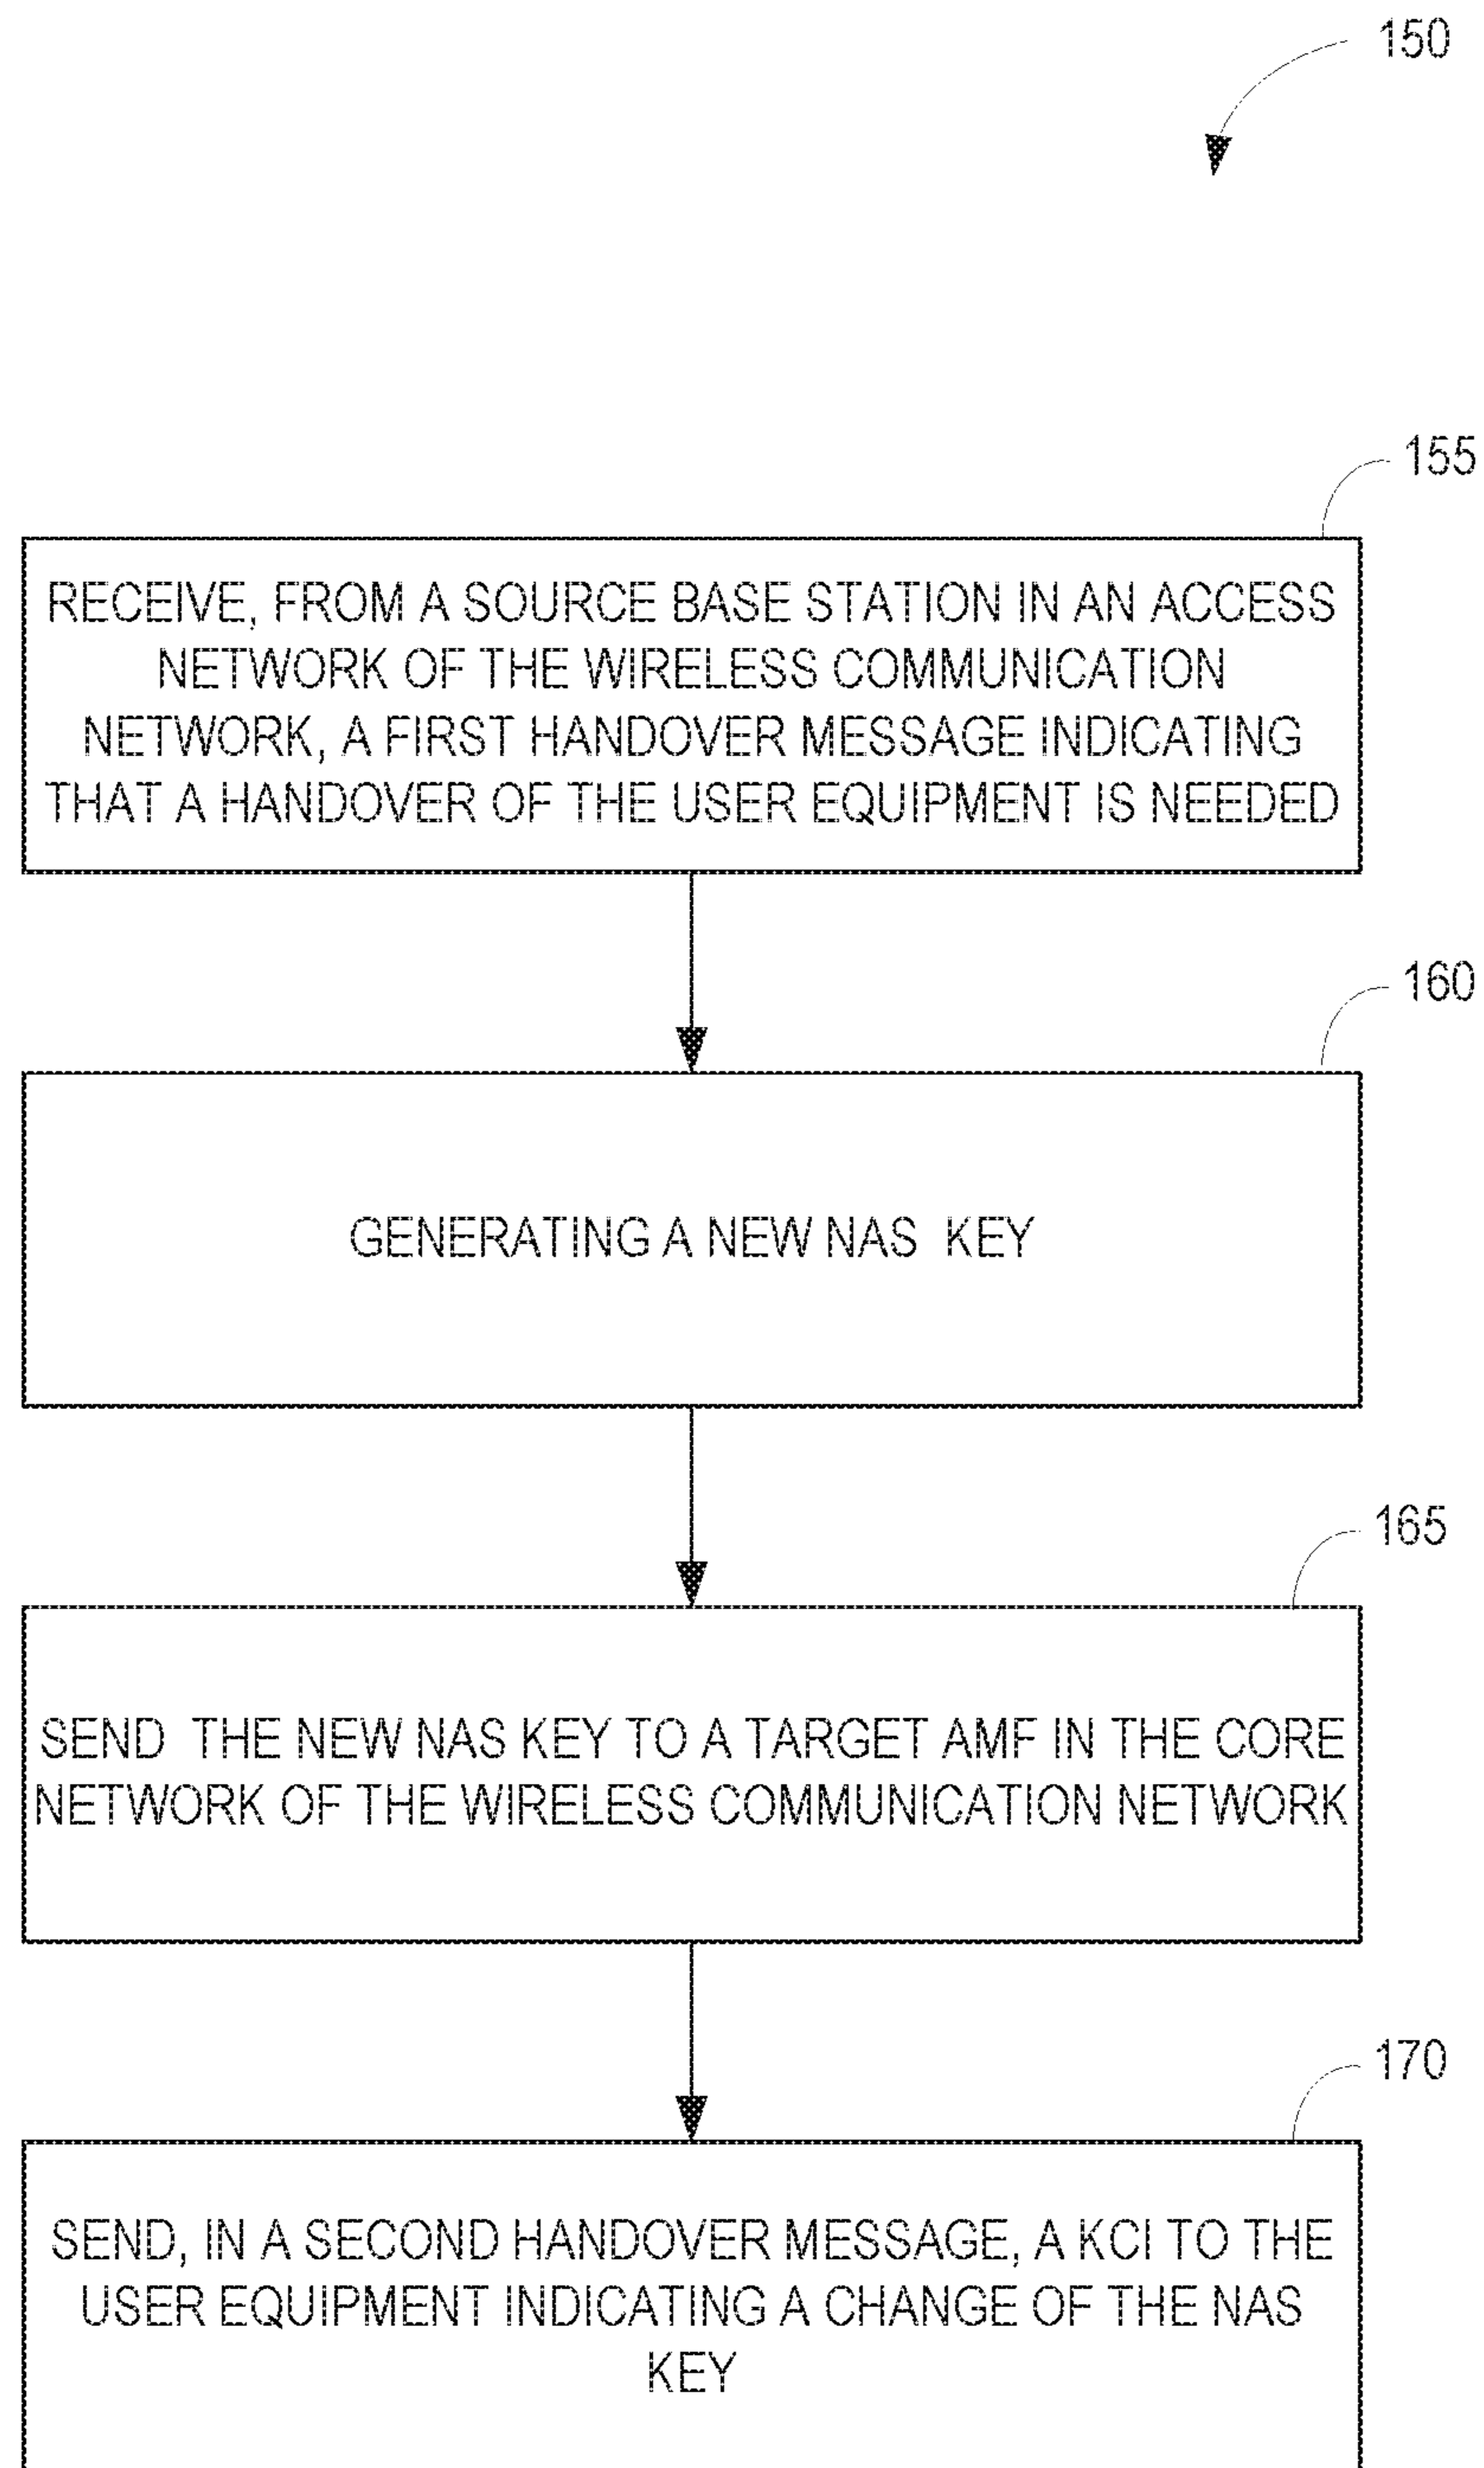 150
155
RECEIVE, FROM A SOURCE BASE STATION IN AN ACCESS
NETWORK OF THE WIRELESS COMMUNICATION
NETWORK, A FIRST HANDOVER MESSAGE INDICATING
THAT A HANDOVER OF THE USER EQUIPMENT IS NEEDED
160
GENERATING A NEW NAS KEY
165
SEND THE NEW NAS KEY TO A TARGET AMF IN THE CORE
NETWORK OF THE WIRELESS COMMUNICATION NETWORK
170
SEND, IN A SECOND HANDOVER MESSAGE, A KCI TO THE
USER EQUIPMENT INDICATING A CHANGE OF THE NAS
KEY